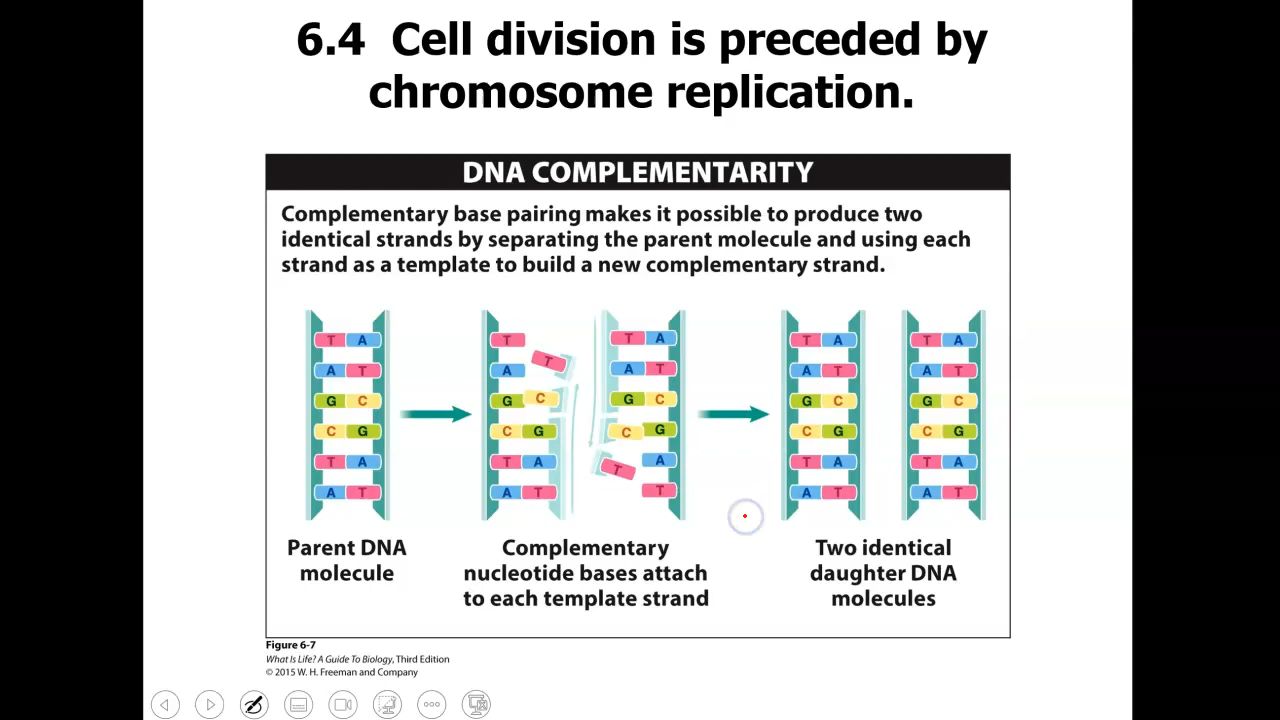 6.4 Cell division is preceded by
chromosome replication.
DNA COMPLEMENTARITY
Complementary base pairing makes it possible to produce two
identical strands by separating the parent molecule and using each
strand as a template to build a new complementary strand.
T A T T A T A T A
T
A T A A T A T A T
G C G C G C G C G C
C G C G C G C G C G
T A T A T A T A T A
A T A T T A T A T
Parent DNA
molecule
Complementary
nucleotide bases attach
to each template strand
Two identical
daughter DNA
molecules
Figure 6-7
What Is Life? A Guide To Biology, Third Edition
© 2015 W. H. Freeman and Company